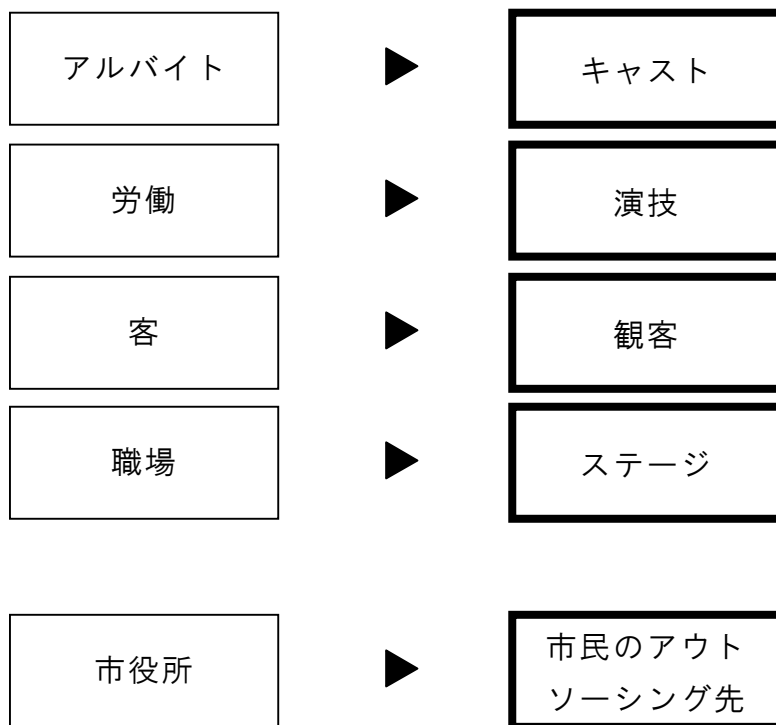 アルバイト
キャスト
労働
演技
客
観客
職場
ステージ
市役所
市民のアウト
ソーシング先